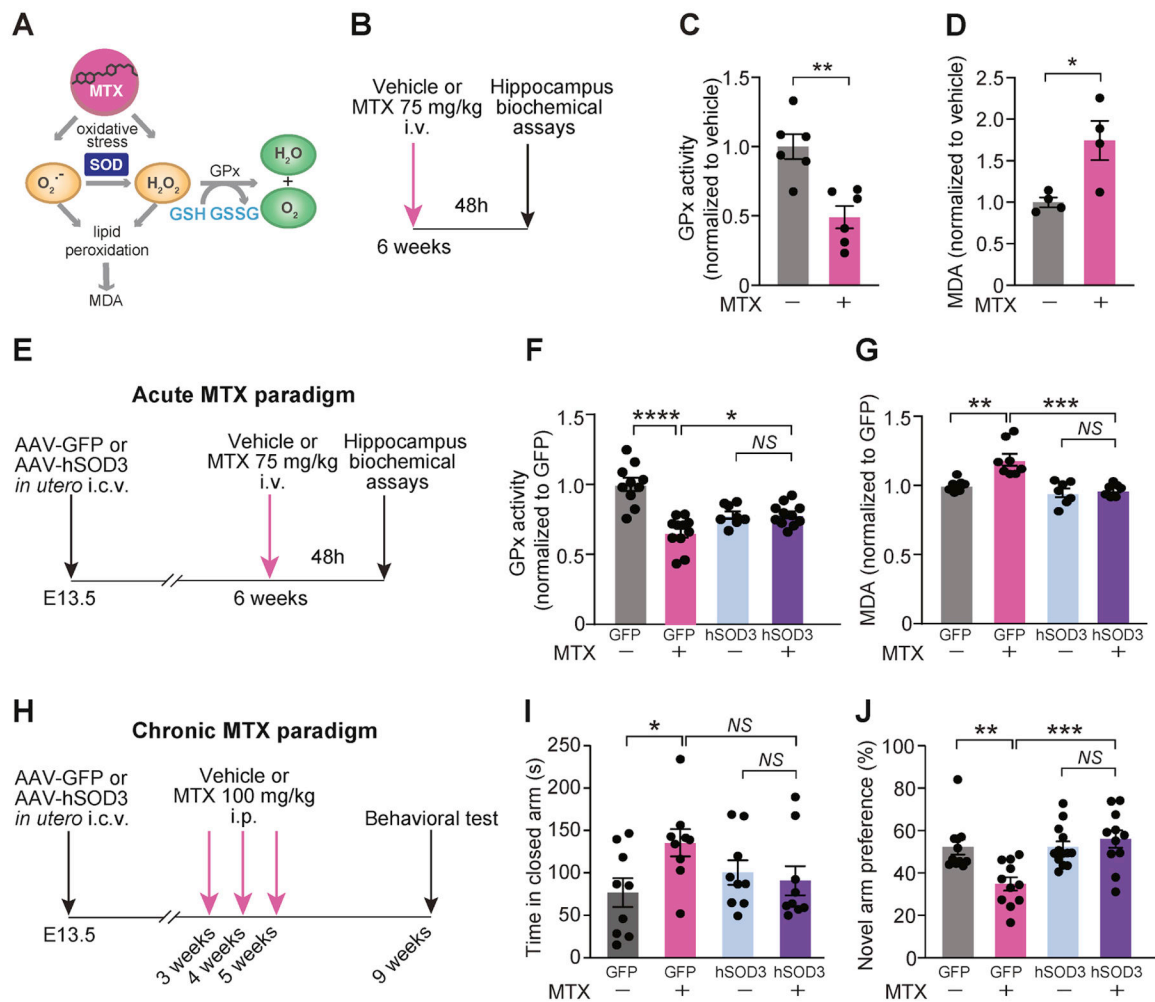 A
MTX
oxidative
stress
SOD
O₂·⁻
H₂O₂
GPx
GSH GSSG
H₂O
+
O₂
lipid
peroxidation
MDA
B
Vehicle or
MTX 75 mg/kg
i.v.
Hippocampus
biochemical
assays
48h
6 weeks
C
GPx activity
(normalized to vehicle)
1.5
1.0
0.5
0
**
MTX
–
+
D
MDA (normalized to vehicle)
2.5
2.0
1.5
1.0
0
*
MTX
–
+
E
Acute MTX paradigm
AAV-GFP or
AAV-hSOD3
in utero i.c.v.
Vehicle or
MTX 75 mg/kg
i.v.
Hippocampus
biochemical
assays
48h
E13.5
6 weeks
F
GPx activity
(normalized to GFP)
1.5
1.0
0.5
0
**** *
NS
GFP GFP hSOD3 hSOD3
MTX – + – +
G
MDA (normalized to GFP)
1.5
1.0
0.5
0
** ***
NS
GFP GFP hSOD3 hSOD3
MTX – + – +
H
Chronic MTX paradigm
AAV-GFP or
AAV-hSOD3
in utero i.c.v.
Vehicle or
MTX 100 mg/kg
i.p.
Behavioral test
E13.5
3 weeks
4 weeks
5 weeks
9 weeks
I
Time in closed arm (s)
250
200
150
100
50
0
* NS
NS
GFP GFP hSOD3 hSOD3
MTX – + – +
J
Novel arm preference (%)
100
80
60
40
20
0
** ***
NS
GFP GFP hSOD3 hSOD3
MTX – + – +